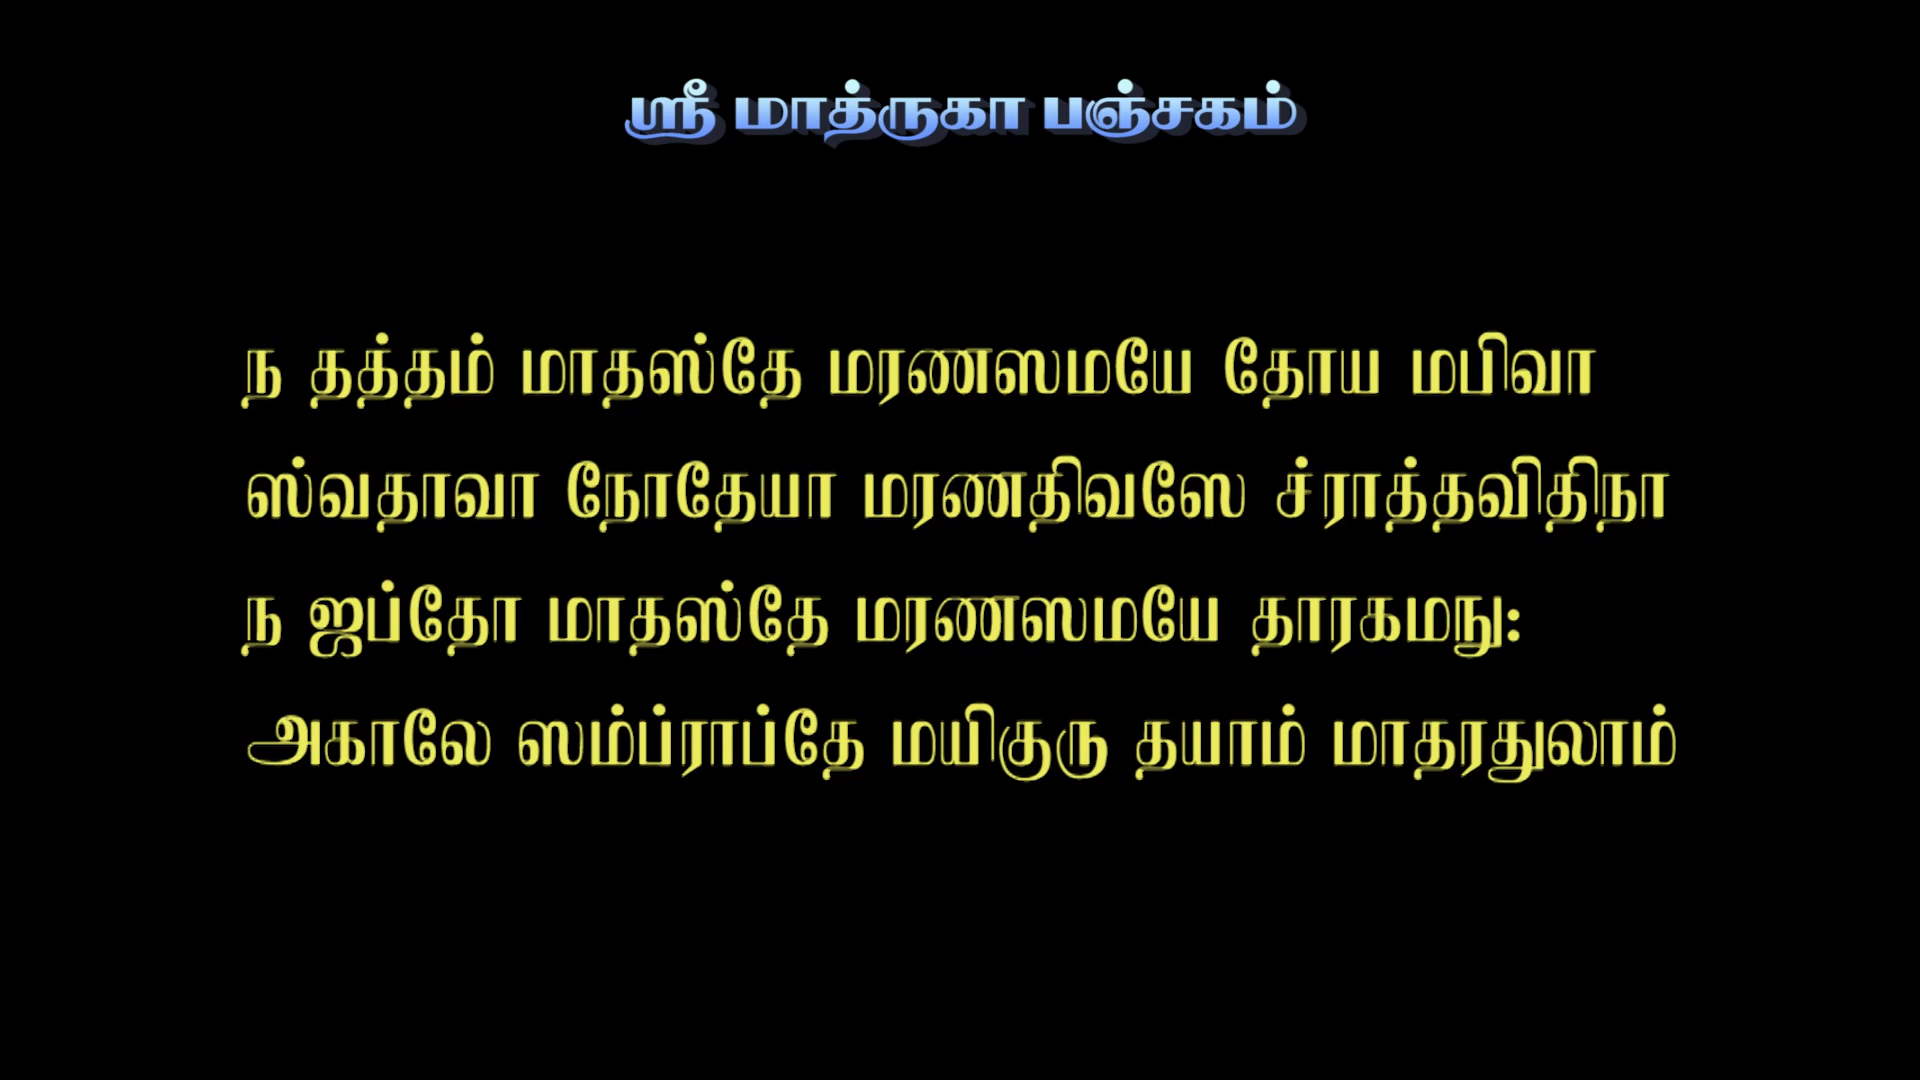 ஸ்ரீ மாத்ருகா பஞ்சகம்
ந தத்தம் மாதஸ்தே மரணஸமயே தோய மபிவா
ஸ்வதாவா நோதேயா மரணதிவஸே ச்ராத்தவிதிநா
ந ஜப்தோ மாதஸ்தே மரணஸமயே தாரகமநு:
அகாலே ஸம்ப்ராப்தே மயிகுரு தயாம் மாதரதுலாம்